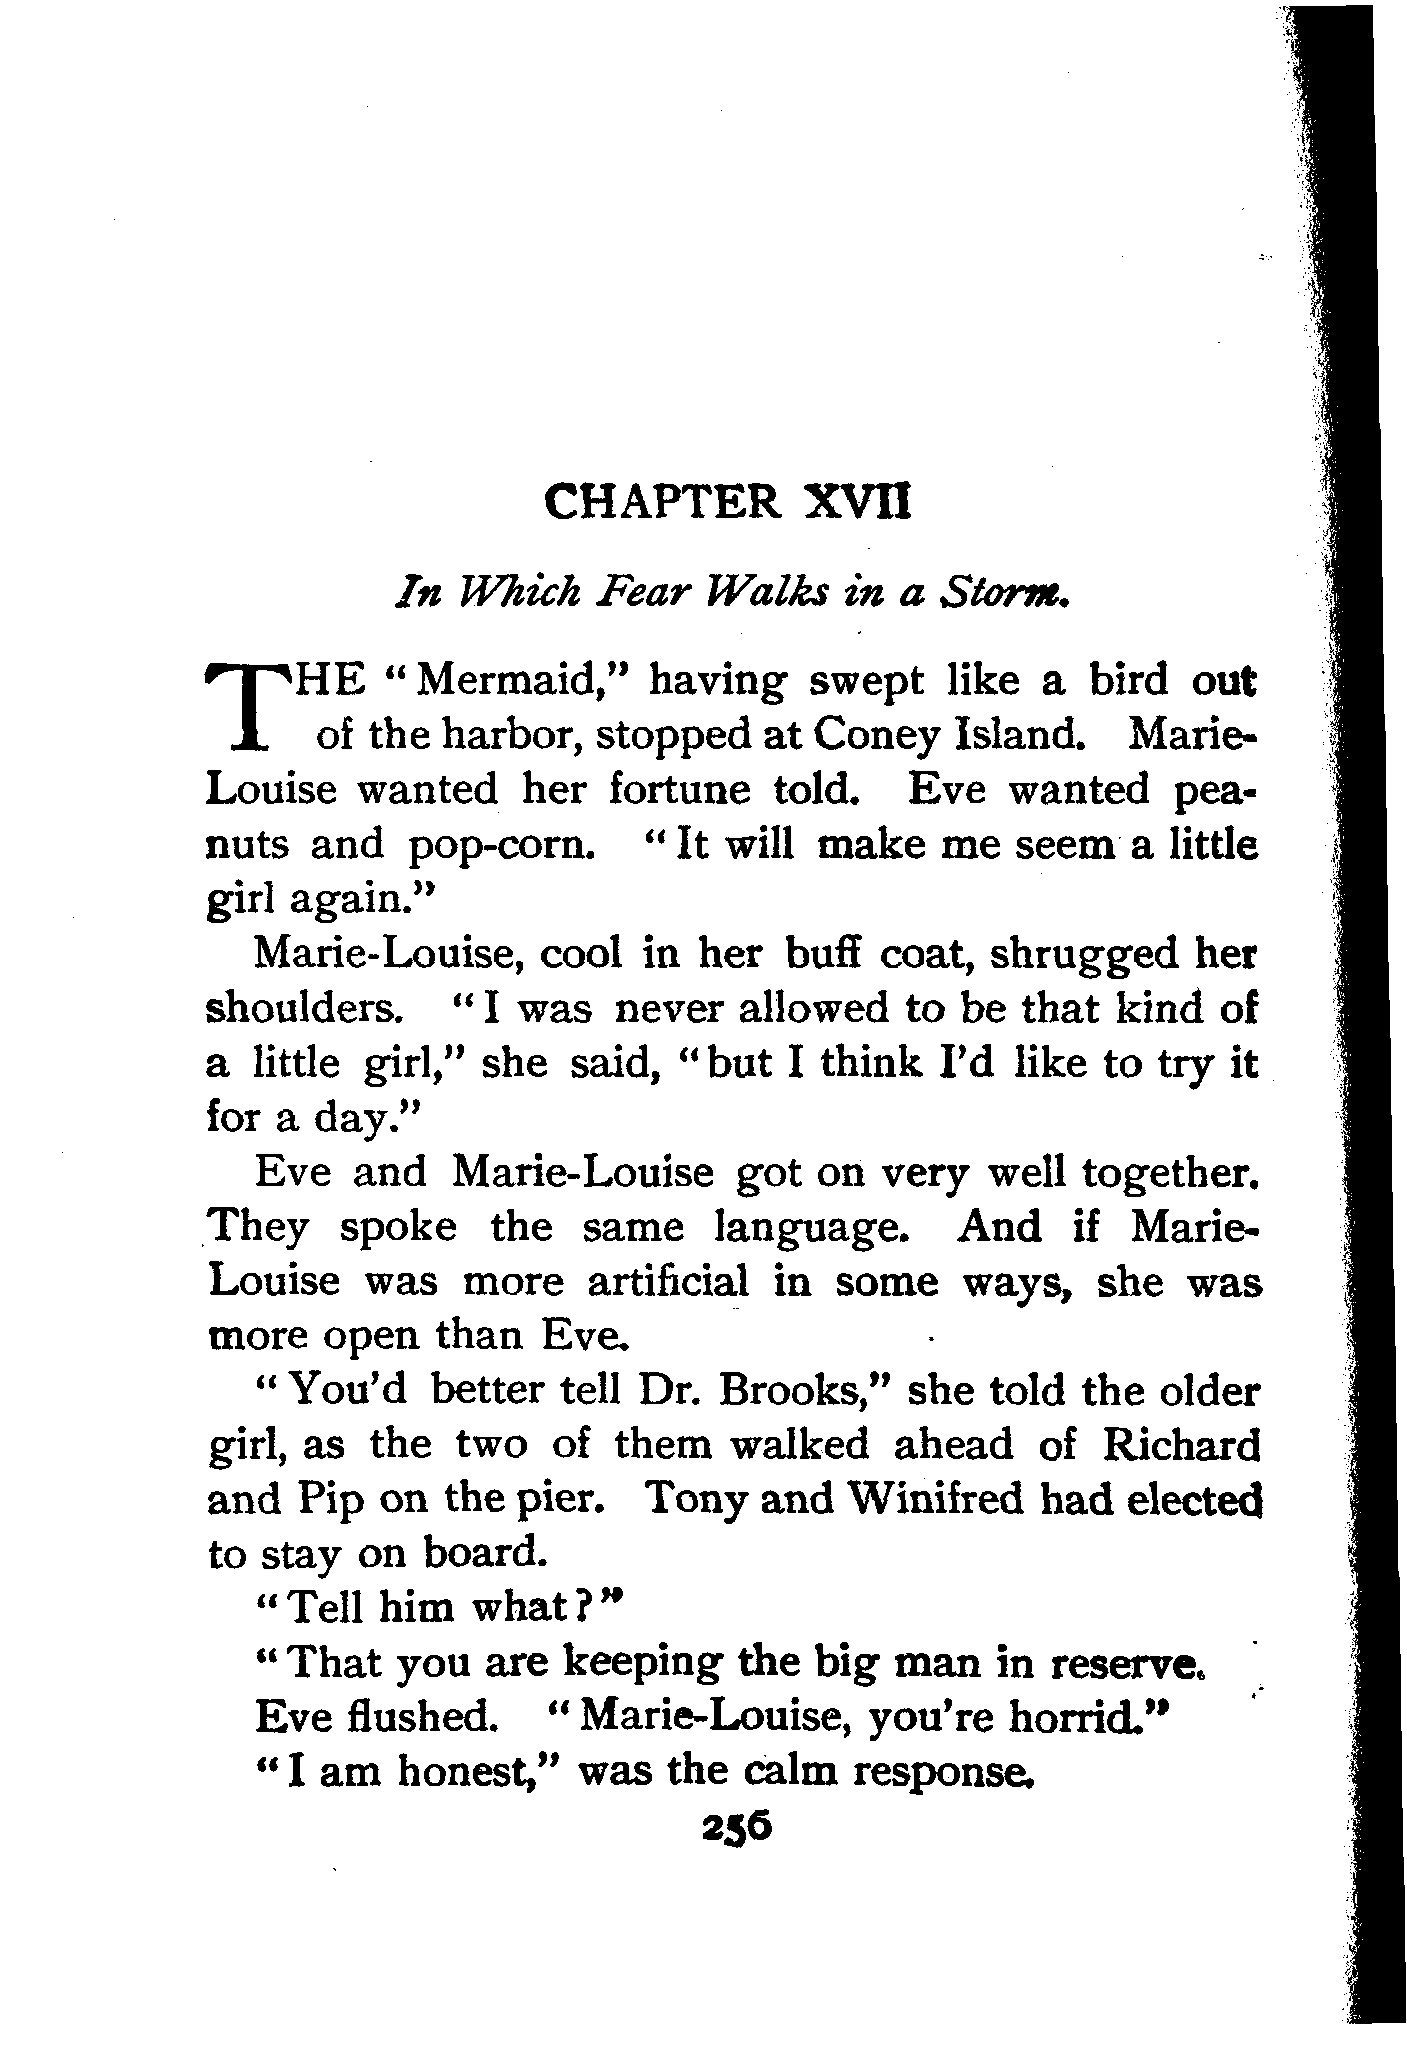 CHAPTER XVII
In Which Fear Walks in a Storm.
THE "Mermaid," having swept like a bird out
of the harbor, stopped at Coney Island. Marie-
Louise wanted her fortune told. Eve wanted pea-
nuts and pop-corn. "It will make me seem a little
girl again."
Marie-Louise, cool in her buff coat, shrugged her
shoulders. "I was never allowed to be that kind of
a little girl," she said, "but I think I'd like to try it
for a day."
Eve and Marie-Louise got on very well together.
They spoke the same language. And if Marie-
Louise was more artificial in some ways, she was
more open than Eve.
"You'd better tell Dr. Brooks," she told the older
girl, as the two of them walked ahead of Richard
and Pip on the pier. Tony and Winifred had elected
to stay on board.
"Tell him what?"
"That you are keeping the big man in reserve.
Eve flushed. "Marie-Louise, you're horrid."
"I am honest," was the calm response.
256